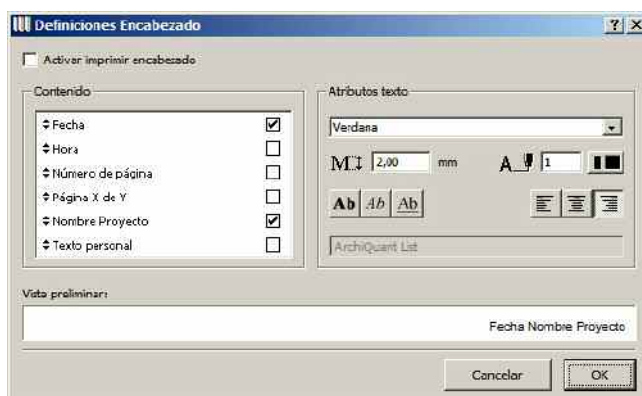 Definiciones Encabezado
Activar imprimir encabezado
Contenido
Fecha
Hora
Número de página
Página X de Y
Nombre Proyecto
Texto personal
Atributos texto
Verdana
M 2,00 mm A 1
Ab Ab Ab
ArchiQuant List
Vista preliminar:
Fecha Nombre Proyecto
Cancelar OK